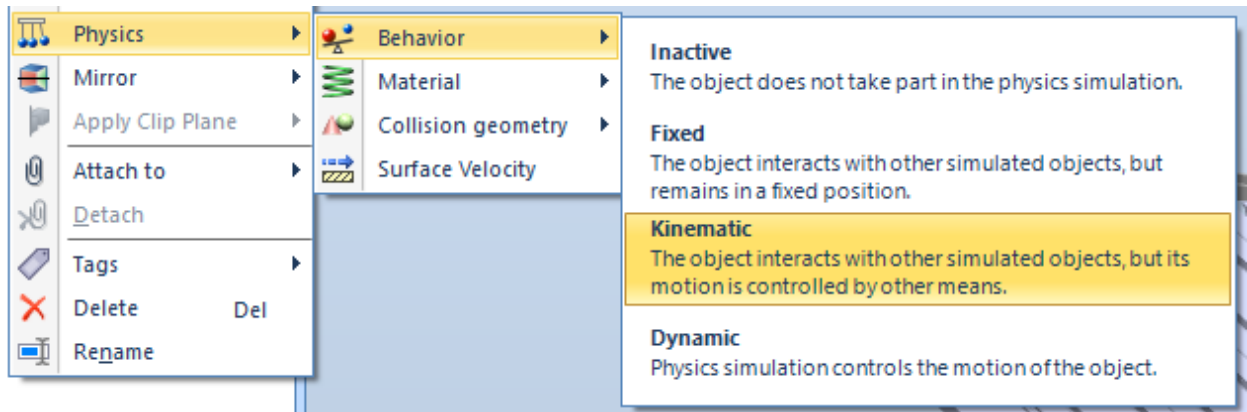 Physics
Mirror
Apply Clip Plane
Attach to
Detach
Tags
Delete Del
Rename
Behavior
Material
Collision geometry
Surface Velocity
Inactive
The object does not take part in the physics simulation.
Fixed
The object interacts with other simulated objects, but
remains in a fixed position.
Kinematic
The object interacts with other simulated objects, but its
motion is controlled by other means.
Dynamic
Physics simulation controls the motion of the object.